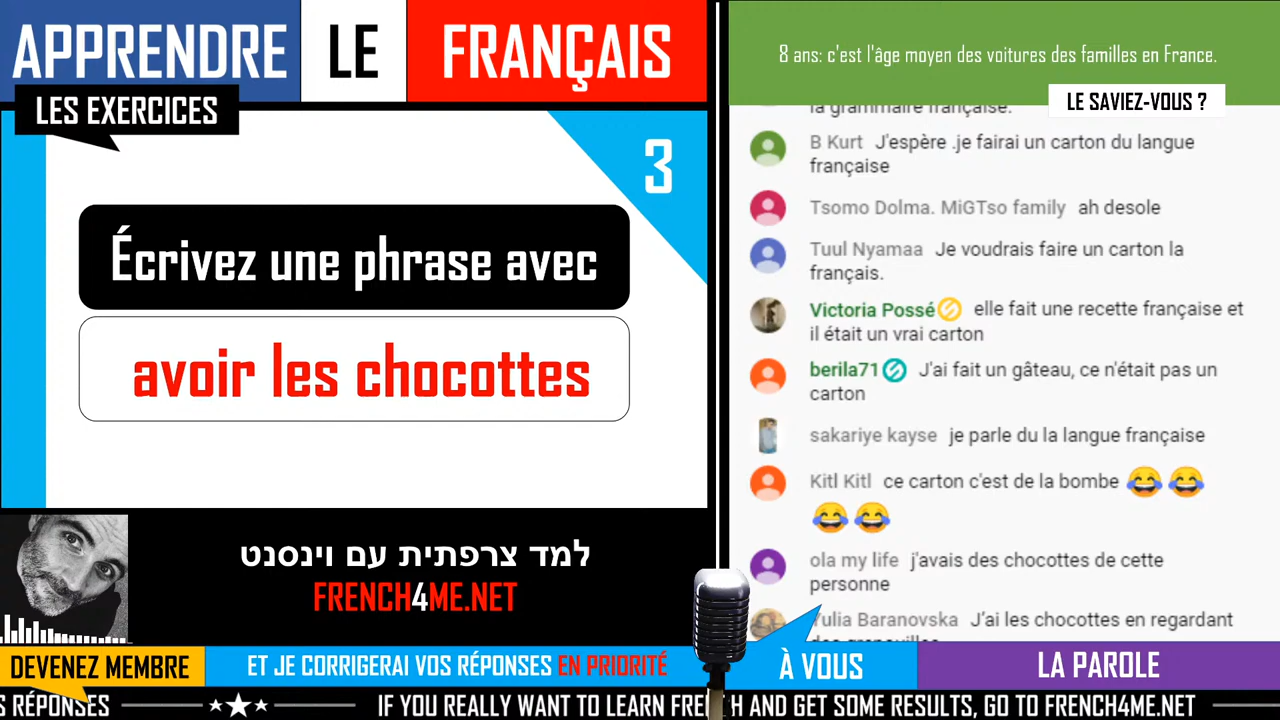 APPRENDRE LE FRANÇAIS
LES EXERCICES
3
Écrivez une phrase avec
avoir les chocottes
למד צרפתית עם וינסנט
FRENCH4ME.NET
DEVENEZ MEMBRE
ET JE CORRIGERAI VOS RÉPONSES EN PRIORITÉ
8 ans: c'est l'âge moyen des voitures des familles en France.
LE SAVIEZ-VOUS ?
la grammaire française.
B Kurt J'espère .je fairai un carton du langue
française
Tsomo Dolma. MiGTso family ah desole
Tuul Nyamaa Je voudrais faire un carton la
français.
Victoria Possé elle fait une recette française et
il était un vrai carton
berila71 J'ai fait un gâteau, ce n'était pas un
carton
sakariye kayse je parle du la langue française
Kitl Kitl ce carton c'est de la bombe 😂😂
😂😂
ola my life j'avais des chocottes de cette
personne
Yulia Baranovska J'ai les chocottes en regardant
des grenouilles
À VOUS LA PAROLE
S RÉPONSES IF YOU REALLY WANT TO LEARN FRENCH AND GET SOME RESULTS, GO TO FRENCH4ME.NET